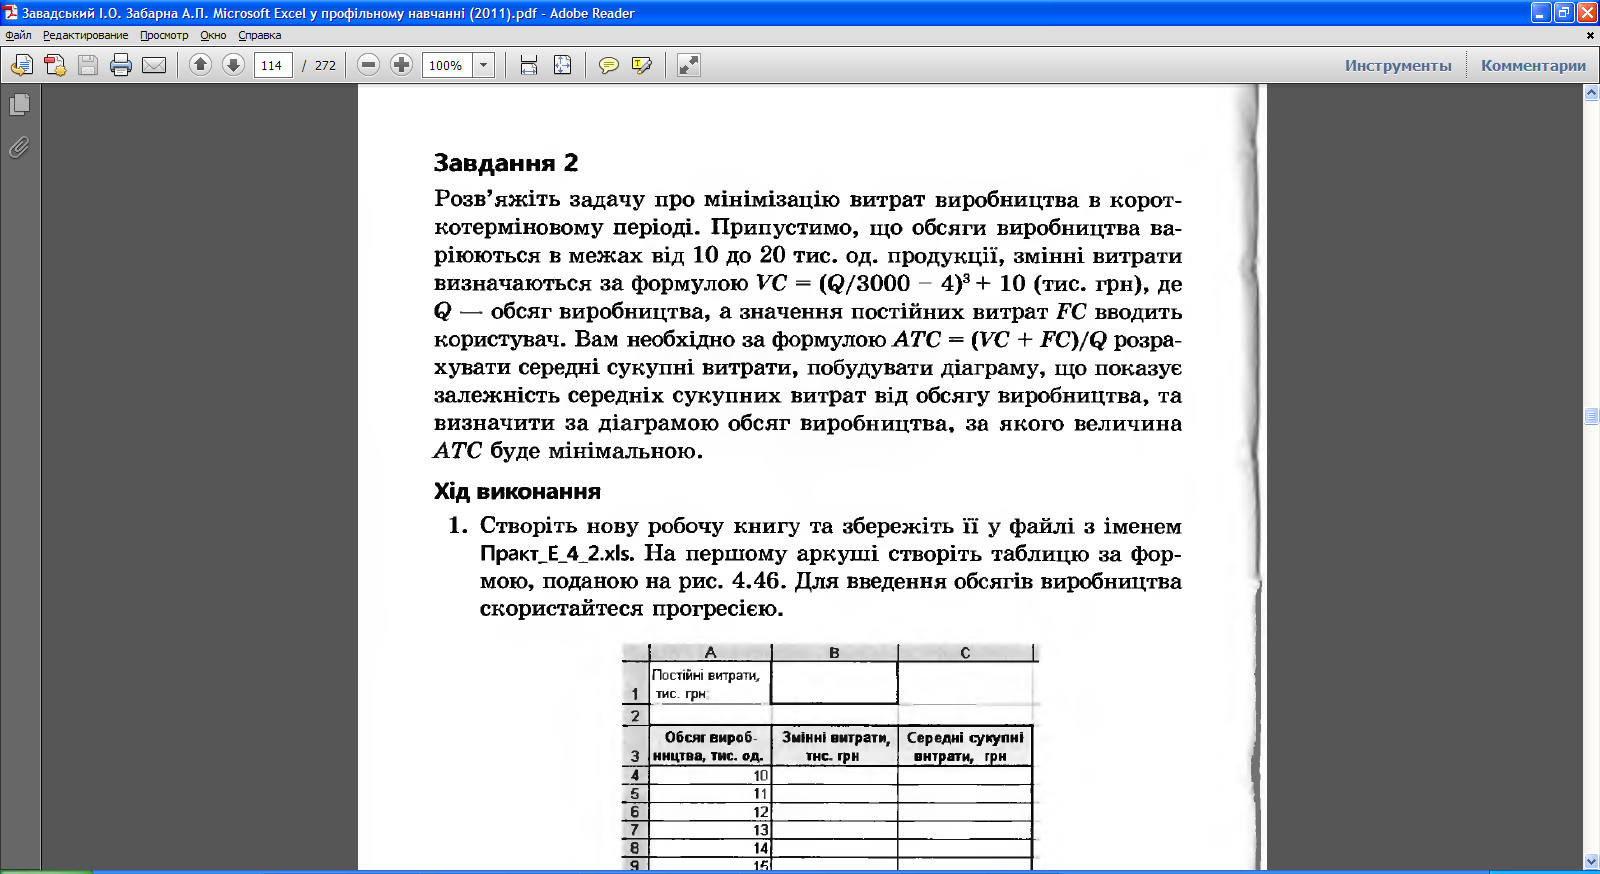 Завадський І.О. Забарна А.П. Microsoft Excel у профільному навчанні (2011).pdf - Adobe Reader
Файл Редактирование Просмотр Окно Справка
114 / 272 100% Инструменты Комментарии
Завдання 2
Розв’яжіть задачу про мінімізацію витрат виробництва в корот-
котерміновому періоді. Припустимо, що обсяги виробництва ва-
ріюються в межах від 10 до 20 тис. од. продукції, змінні витрати
визначаються за формулою VC = (Q/3000 – 4)³ + 10 (тис. грн), де
Q — обсяг виробництва, а значення постійних витрат FC вводить
користувач. Вам необхідно за формулою ATC = (VC + FC)/Q розра-
хувати середні сукупні витрати, побудувати діаграму, що показує
залежність середніх сукупних витрат від обсягу виробництва, та
визначити за діаграмою обсяг виробництва, за якого величина
ATC буде мінімальною.
Хід виконання
1. Створіть нову робочу книгу та збережіть її у файлі з іменем
Практ_Е_4_2.xls. На першому аркуші створіть таблицю за фор-
мою, поданою на рис. 4.46. Для введення обсягів виробництва
скористайтеся прогресією.
A B C
Постійні витрати,
1 тис. грн:
2
Обсяг вироб- Змінні витрати, Середні сукупні
3 ництва, тис. од. тис. грн витрати, грн
4 10
5 11
6 12
7 13
8 14
9 15